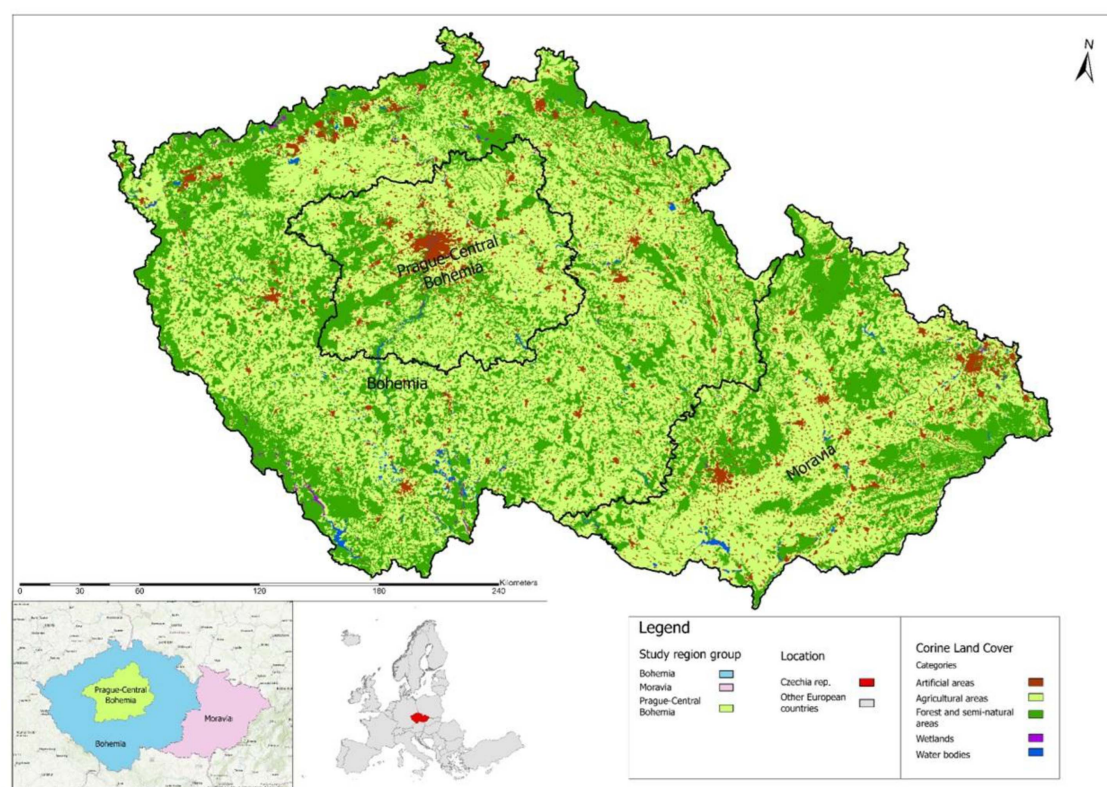 N
Prague-Central
Bohemia
Bohemia
Moravia
Kilometers
0 30 60 120 180 240
Prague-Central
Bohemia
Moravia
Bohemia
Legend
Study region group
Bohemia
Moravia
Prague-Central
Bohemia
Location
Czechia rep.
Other European
countries
Corine Land Cover
Categories
Artificial areas
Agricultural areas
Forest and semi-natural
areas
Wetlands
Water bodies